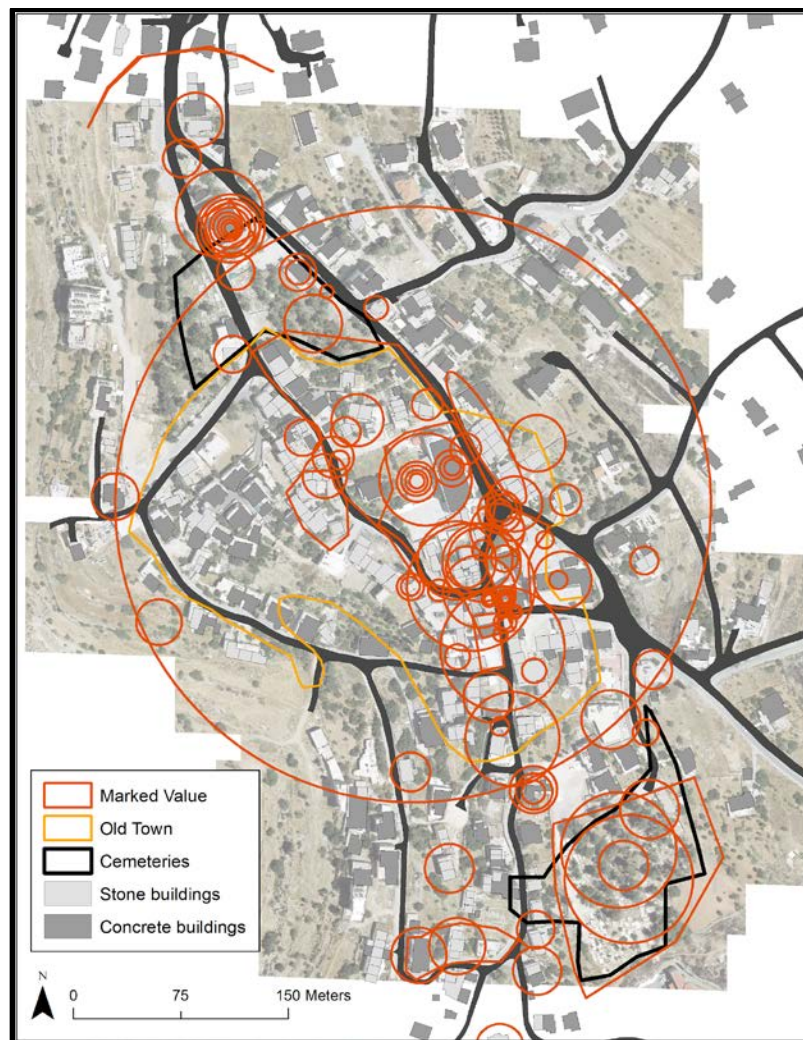 Marked Value
Old Town
Cemeteries
Stone buildings
Concrete buildings
N
0 75 150 Meters